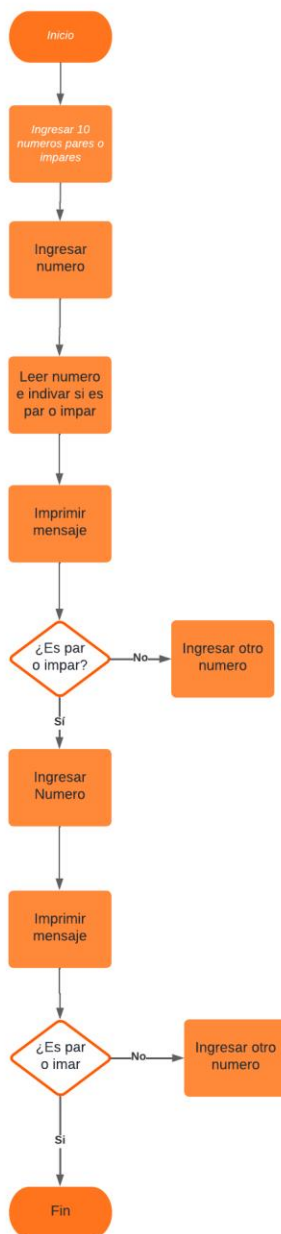 Inicio
Ingresar 10
numeros pares o
impares
Ingresar
numero
Leer numero
e indivar si es
par o impar
Imprimir
mensaje
¿Es par
o impar?
No
Ingresar otro
numero
Sí
Ingresar
Numero
Imprimir
mensaje
¿Es par
o imar
No
Ingresar otro
numero
Si
Fin